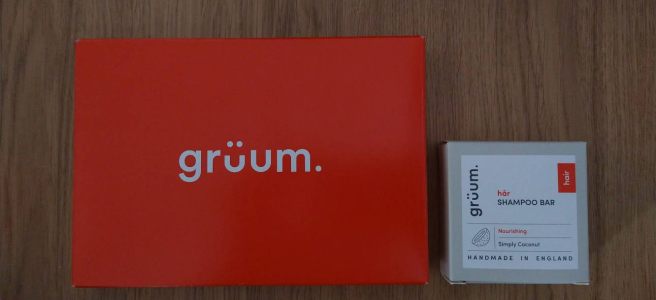 grüum.
grüum.
hår
SHAMPOO BAR
hair
Nourishing
Simply Coconut
HANDMADE IN ENGLAND